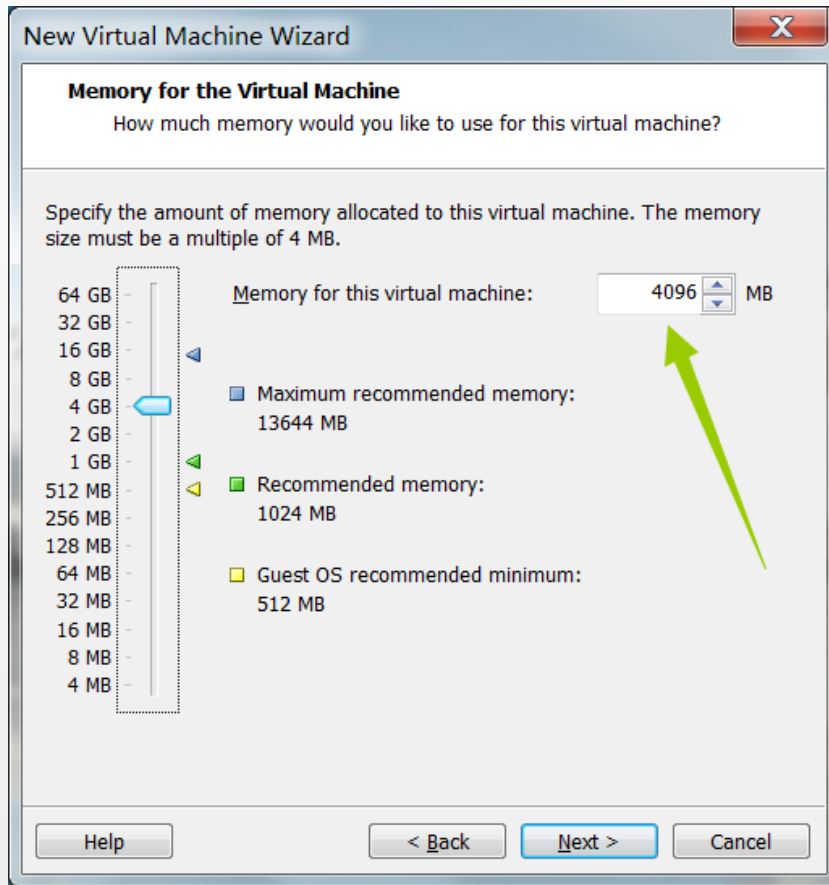 New Virtual Machine Wizard
X
Memory for the Virtual Machine
How much memory would you like to use for this virtual machine?
Specify the amount of memory allocated to this virtual machine. The memory
size must be a multiple of 4 MB.
Memory for this virtual machine: 4096 MB
64 GB
32 GB
16 GB
8 GB
4 GB
2 GB
1 GB
512 MB
256 MB
128 MB
64 MB
32 MB
16 MB
8 MB
4 MB
Maximum recommended memory:
13644 MB
Recommended memory:
1024 MB
Guest OS recommended minimum:
512 MB
Help < Back Next > Cancel